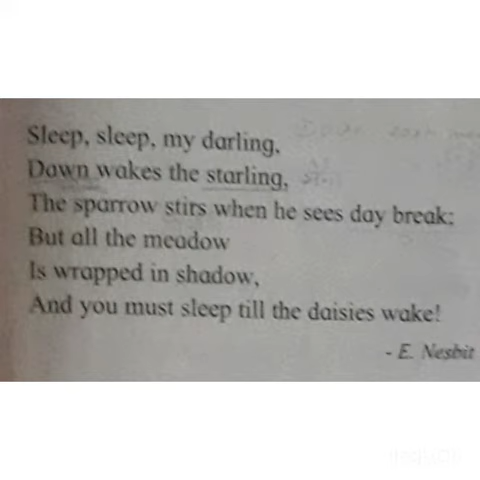 Sleep, sleep, my darling,
Dawn wakes the starling,
The sparrow stirs when he sees day break;
But all the meadow
Is wrapped in shadow,
And you must sleep till the daisies wake!
- E. Nesbit